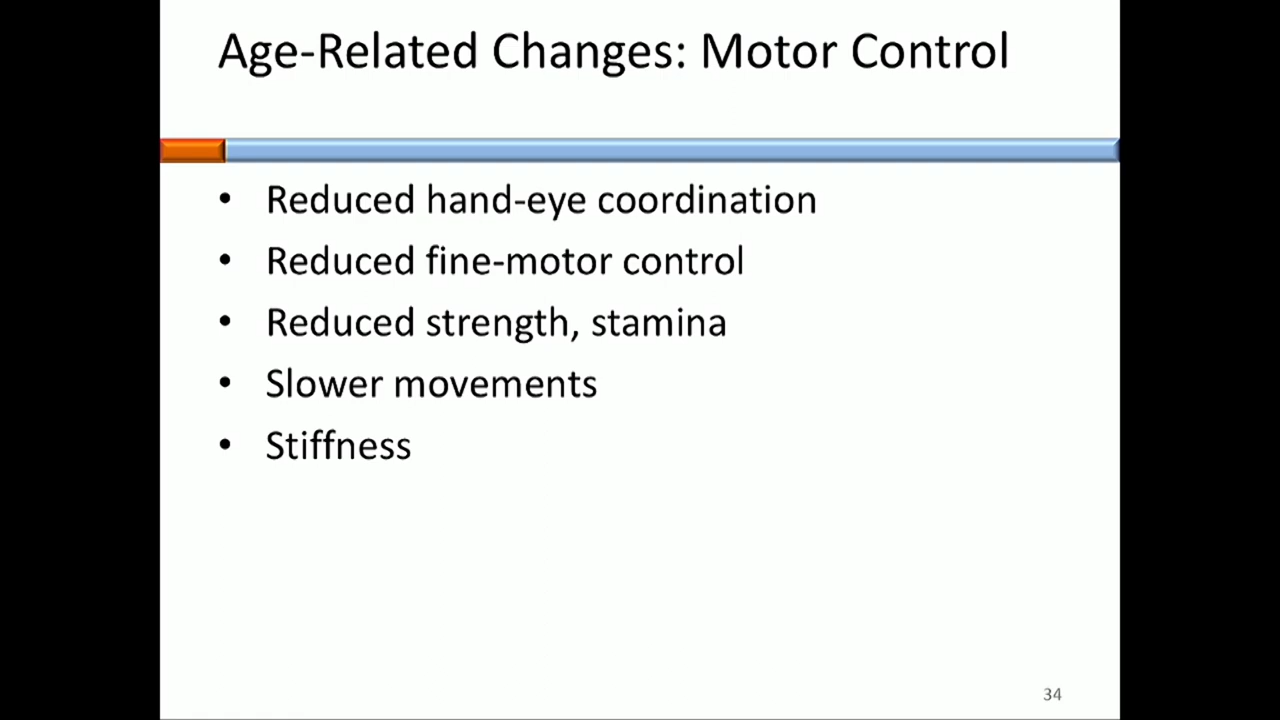 Age-Related Changes: Motor Control
• Reduced hand-eye coordination
• Reduced fine-motor control
• Reduced strength, stamina
• Slower movements
• Stiffness
34